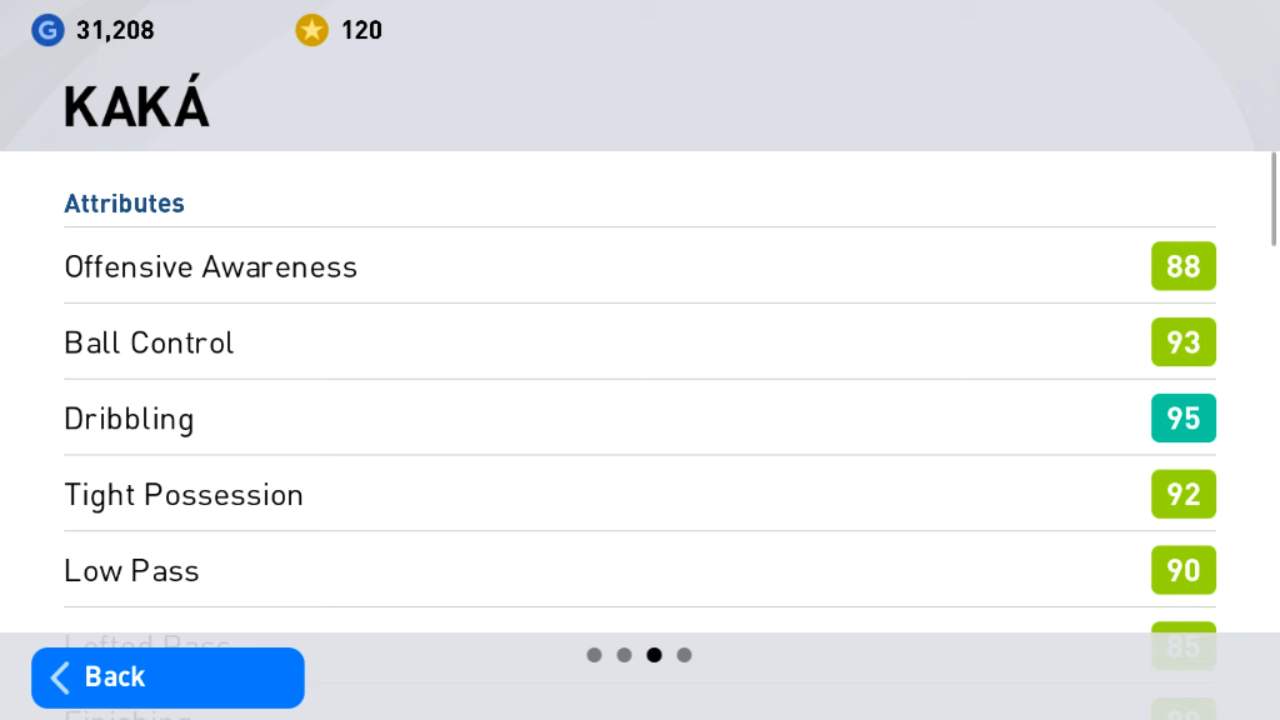 G 31,208 120
KAKÁ
Attributes
Offensive Awareness 88
Ball Control 93
Dribbling 95
Tight Possession 92
Low Pass 90
Lofted Pass 85
Back
Finishing